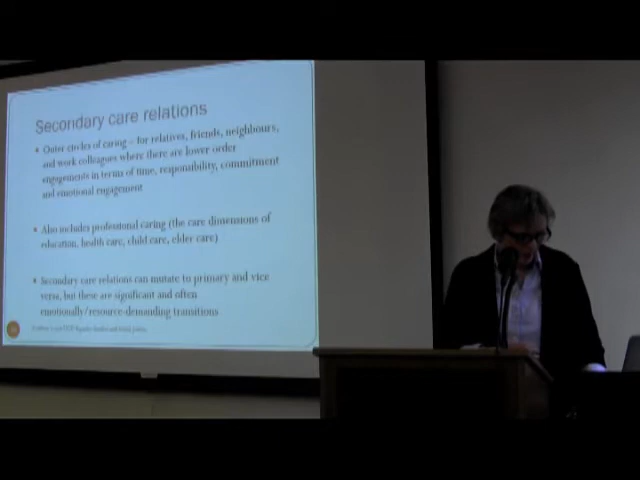 Secondary care relations
Outer circles of caring – for relatives, friends, neighbours,
and work colleagues where there are lower order
engagements in terms of time, responsibility, commitment
and emotional engagement
Also includes professional caring (the care dimensions of
education, health care, child care, elder care)
Secondary care relations can mutate to primary and vice
versa, but these are significant and often
emotionally/resource-demanding transitions